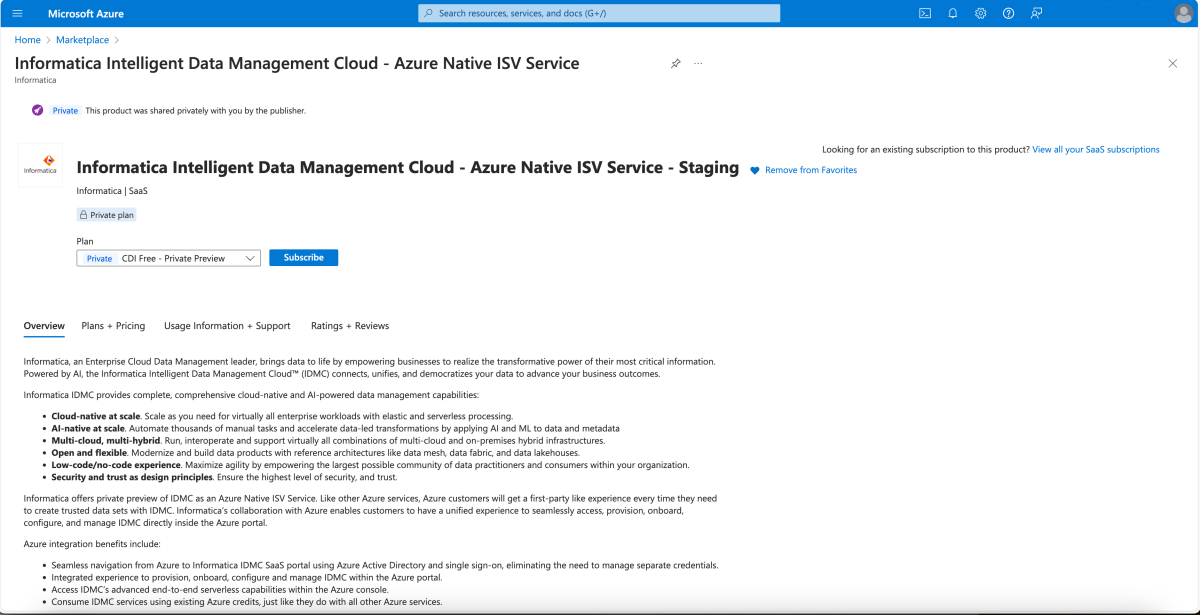 Microsoft Azure
Search resources, services, and docs (G+/)
Home > Marketplace >
Informatica Intelligent Data Management Cloud - Azure Native ISV Service
...
Informatica
Private This product was shared privately with you by the publisher.
Looking for an existing subscription to this product? View all your SaaS subscriptions
Informatica
Informatica Intelligent Data Management Cloud - Azure Native ISV Service - Staging
Remove from Favorites
Informatica | SaaS
Private plan
Plan
Private CDI Free - Private Preview
Subscribe
Overview Plans + Pricing Usage Information + Support Ratings + Reviews
Informatica, an Enterprise Cloud Data Management leader, brings data to life by empowering businesses to realize the transformative power of their most critical information.
Powered by AI, the Informatica Intelligent Data Management Cloud™ (IDMC) connects, unifies, and democratizes your data to advance your business outcomes.
Informatica IDMC provides complete, comprehensive cloud-native and AI-powered data management capabilities:
• Cloud-native at scale. Scale as you need for virtually all enterprise workloads with elastic and serverless processing.
• AI-native at scale. Automate thousands of manual tasks and accelerate data-led transformations by applying AI and ML to data and metadata
• Multi-cloud, multi-hybrid. Run, interoperate and support virtually all combinations of multi-cloud and on-premises hybrid infrastructures.
• Open and flexible. Modernize and build data products with reference architectures like data mesh, data fabric, and data lakehouses.
• Low-code/no-code experience. Maximize agility by empowering the largest possible community of data practitioners and consumers within your organization.
• Security and trust as design principles. Ensure the highest level of security, and trust.
Informatica offers private preview of IDMC as an Azure Native ISV Service. Like other Azure services, Azure customers will get a first-party like experience every time they need
to create trusted data sets with IDMC. Informatica's collaboration with Azure enables customers to have a unified experience to seamlessly access, provision, onboard,
configure, and manage IDMC directly inside the Azure portal.
Azure integration benefits include:
• Seamless navigation from Azure to Informatica IDMC SaaS portal using Azure Active Directory and single sign-on, eliminating the need to manage separate credentials.
• Integrated experience to provision, onboard, configure and manage IDMC within the Azure portal.
• Access IDMC's advanced end-to-end serverless capabilities within the Azure console.
• Consume IDMC services using existing Azure credits, just like they do with all other Azure services.